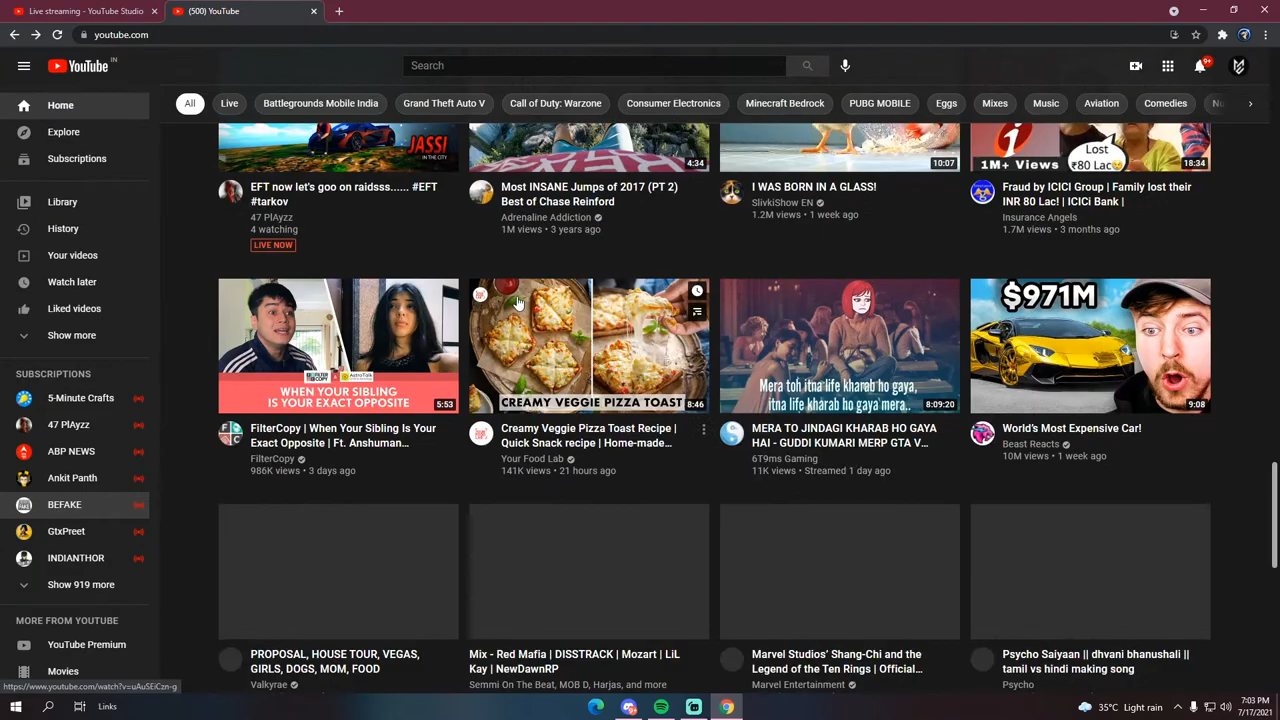 Live streaming - YouTube Studio
(500) YouTube
youtube.com
YouTube IN
Search
9+
Home
Explore
Subscriptions
Library
History
Your videos
Watch later
Liked videos
Show more
SUBSCRIPTIONS
5-Minute Crafts
47 PlAyzz
ABP NEWS
Ankit Panth
BEFAKE
GtxPreet
INDIANTHOR
Show 919 more
MORE FROM YOUTUBE
YouTube Premium
Movies
https://www.youtube.com/watch?v=uAuSEiCzn-g
All
Live
Battlegrounds Mobile India
Grand Theft Auto V
Call of Duty: Warzone
Consumer Electronics
Minecraft Bedrock
PUBG MOBILE
Eggs
Mixes
Music
Aviation
Comedies
JASSI
IN THE CITY
EFT now let's goo on raidsss...... #EFT
#tarkov
47 PlAyzz
4 watching
LIVE NOW
4:34
Most INSANE Jumps of 2017 (PT 2)
Best of Chase Reinford
Adrenaline Addiction
1M views • 3 years ago
10:07
I WAS BORN IN A GLASS!
SlivkiShow EN
1.2M views • 1 week ago
1M+ Views
Lost
₹80 Lac
18:34
Fraud by ICICI Group | Family lost their
INR 80 Lac! | ICICI Bank |
Insurance Angels
1.7M views • 3 months ago
FILTER COPY
AstroTalk
WHEN YOUR SIBLING
IS YOUR EXACT OPPOSITE
5:53
FilterCopy | When Your Sibling Is Your
Exact Opposite | Ft. Anshuman...
FilterCopy
986K views • 3 days ago
CREAMY VEGGIE PIZZA TOAST
8:46
Creamy Veggie Pizza Toast Recipe |
Quick Snack recipe | Home-made...
Your Food Lab
141K views • 21 hours ago
Mera toh itna life kharab ho gaya,
itna life kharab ho gaya mera..
8:09:20
MERA TO JINDAGI KHARAB HO GAYA
HAI - GUDDI KUMARI MERP GTA V...
6T9ms Gaming
11K views • Streamed 1 day ago
$971M
9:08
World's Most Expensive Car!
Beast Reacts
10M views • 1 week ago
PROPOSAL, HOUSE TOUR, VEGAS,
GIRLS, DOGS, MOM, FOOD
Valkyrae
Mix - Red Mafia | DISSTRACK | Mozart | LiL
Kay | NewDawnRP
Semmi On The Beat, MOB D, Harjas, and more
Marvel Studios' Shang-Chi and the
Legend of the Ten Rings | Official...
Marvel Entertainment
Psycho Saiyaan || dhvani bhanushali ||
tamil vs hindi making song
Psycho
Links
35°C Light rain
7:03 PM
7/17/2021